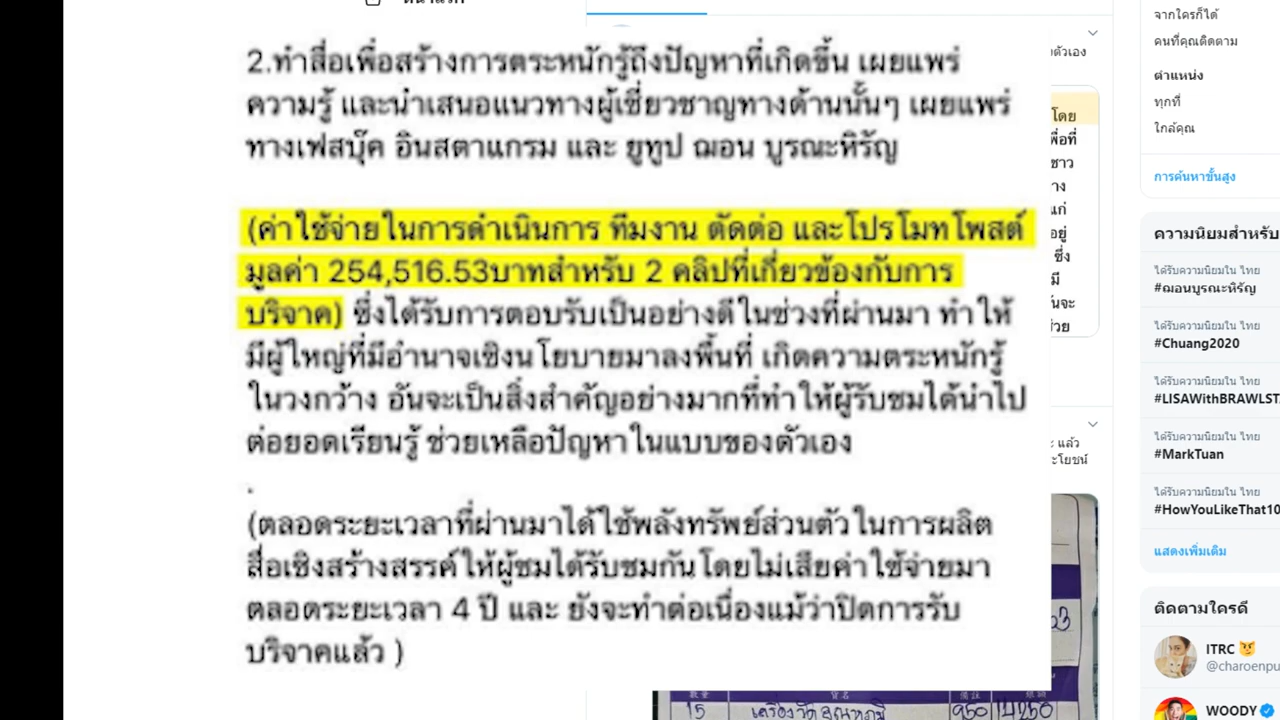 2.ทำสื่อเพื่อสร้างการตระหนักรู้ถึงปัญหาที่เกิดขึ้น เผยแพร่
ความรู้ และนำเสนอแนวทางผู้เชี่ยวชาญทางด้านนั้นๆ เผยแพร่
ทางเฟสบุ๊ค อินสตาแกรม และ ยูทูป ฌอน บูรณะหิรัญ
(ค่าใช้จ่ายในการดำเนินการ ทีมงาน ตัดต่อ และโปรโมทโพสต์
มูลค่า 254,516.53บาทสำหรับ 2 คลิปที่เกี่ยวข้องกับการ
บริจาค) ซึ่งได้รับการตอบรับเป็นอย่างดีในช่วงที่ผ่านมา ทำให้
มีผู้ใหญ่ที่มีอำนาจเชิงนโยบายมาลงพื้นที่ เกิดความตระหนักรู้
ในวงกว้าง อันจะเป็นสิ่งสำคัญอย่างมากที่ทำให้ผู้รับชมได้นำไป
ต่อยอดเรียนรู้ ช่วยเหลือปัญหาในแบบของตัวเอง
.
(ตลอดระยะเวลาที่ผ่านมาได้ใช้พลังทรัพย์ส่วนตัวในการผลิต
สื่อเชิงสร้างสรรค์ให้ผู้ชมได้รับชมกันโดยไม่เสียค่าใช้จ่ายมา
ตลอดระยะเวลา 4 ปี และ ยังจะทำต่อเนื่องแม้ว่าปิดการรับ
บริจาคแล้ว )
โดย
ซึ่ง
แล้ว
15 เครื่องวัดอุณหภูมิ 950 14250
จากใครก็ได้
คนที่คุณติดตาม
ตำแหน่ง
ทุกที่
ใกล้คุณ
การค้นหาขั้นสูง
ความนิยมสำหรับ
ได้รับความนิยมใน ไทย
#ฌอนบูรณะหิรัญ
ได้รับความนิยมใน ไทย
#Chuang2020
ได้รับความนิยมใน ไทย
#LISAWithBRAWLST
ได้รับความนิยมใน ไทย
#MarkTuan
ได้รับความนิยมใน ไทย
#HowYouLikeThat10
แสดงเพิ่มเติม
ติดตามใครดี
ITRC
@charoenpu
WOODY